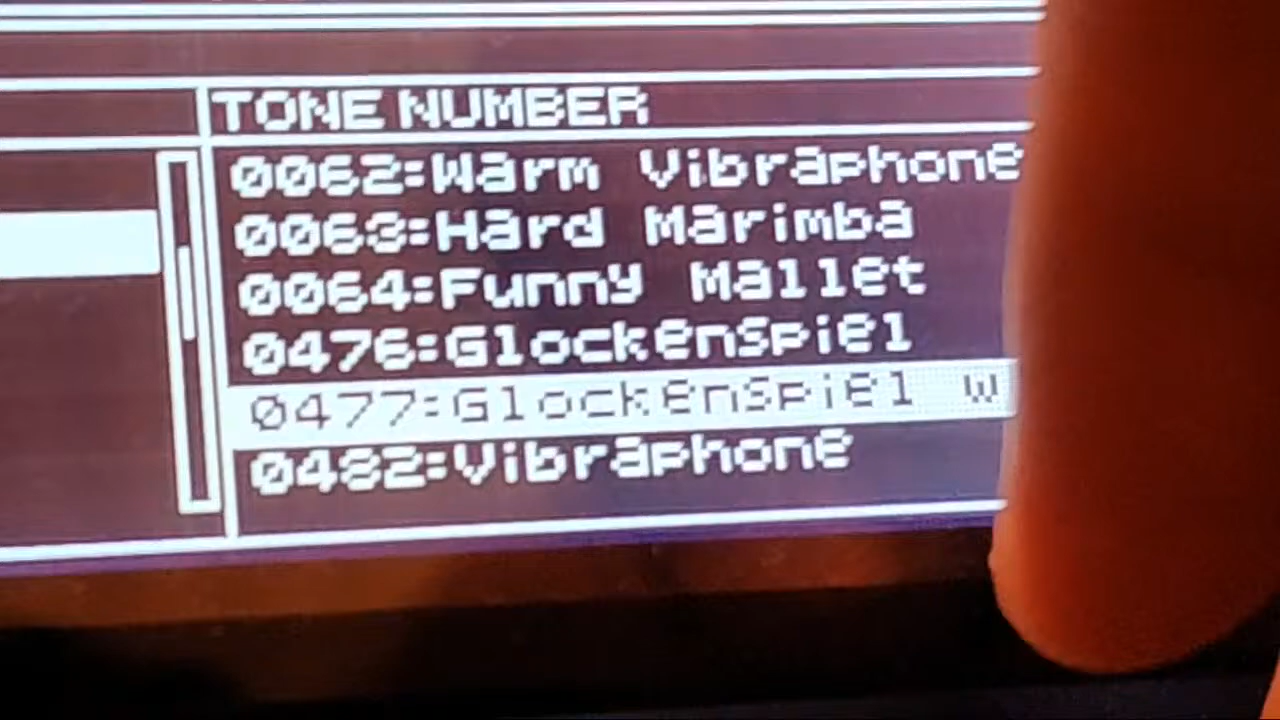 TONE NUMBER
0062:Warm Vibraphone
0063:Hard Marimba
0064:Funny Mallet
0476:Glockenspiel
0477:Glockenspiel w
0482:Vibraphone